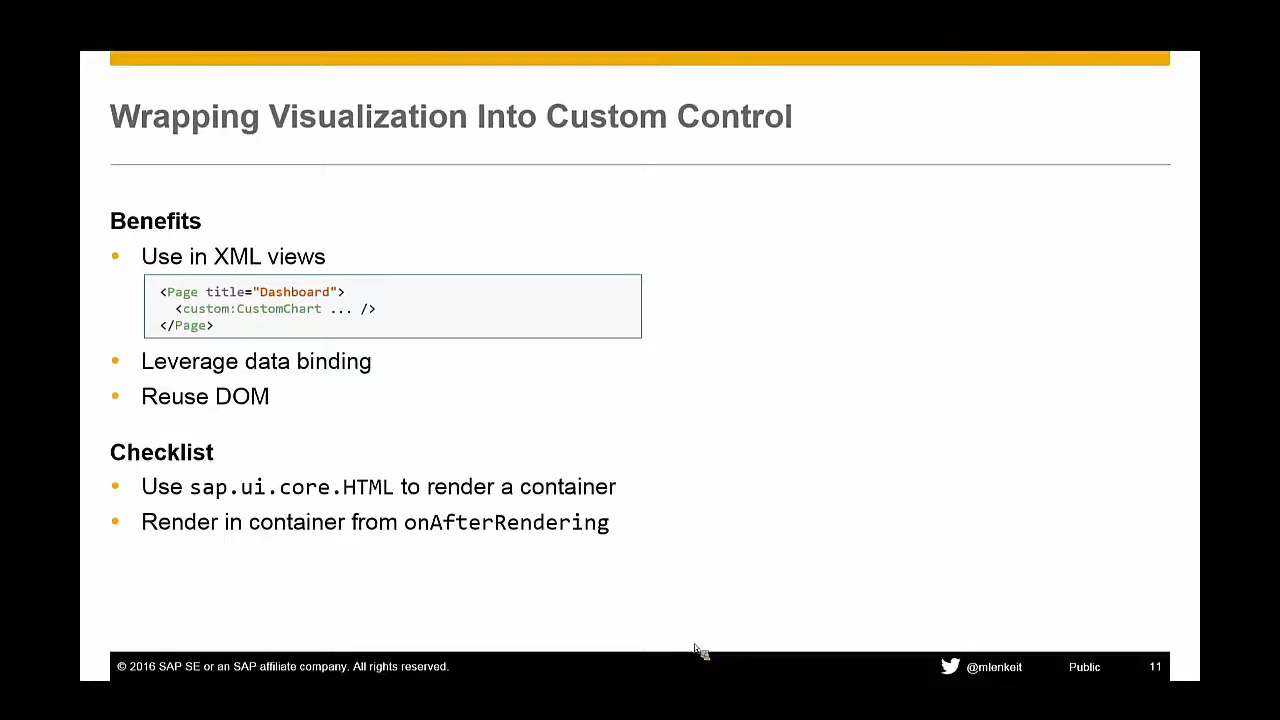 Wrapping Visualization Into Custom Control
Benefits
• Use in XML views
<Page title="Dashboard">
  <custom:CustomChart ... />
</Page>
• Leverage data binding
• Reuse DOM
Checklist
• Use sap.ui.core.HTML to render a container
• Render in container from onAfterRendering
© 2016 SAP SE or an SAP affiliate company. All rights reserved. @mlenkeit Public 11